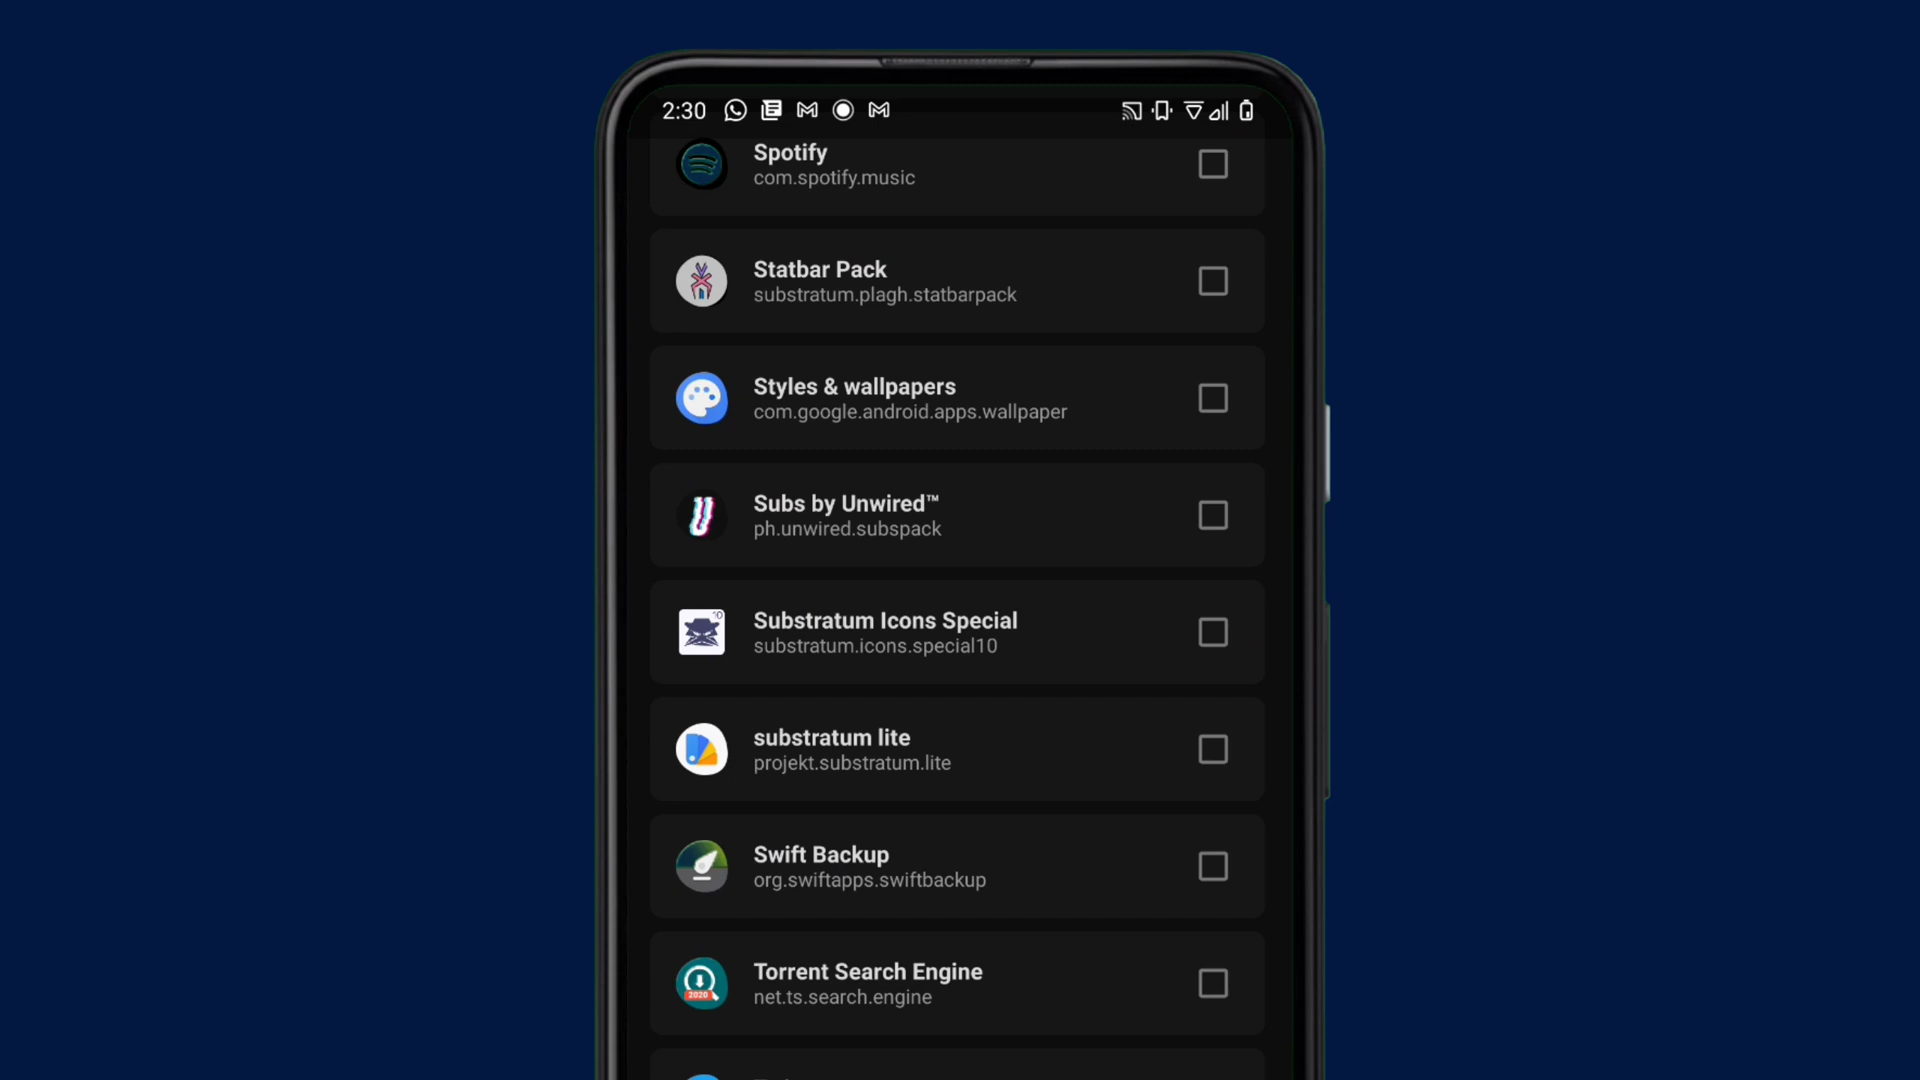 2:30
Spotify
com.spotify.music
Statbar Pack
substratum.plagh.statbarpack
Styles & wallpapers
com.google.android.apps.wallpaper
Subs by Unwired™
ph.unwired.subspack
10
Substratum Icons Special
substratum.icons.special10
substratum lite
projekt.substratum.lite
Swift Backup
org.swiftapps.swiftbackup
2020
Torrent Search Engine
net.ts.search.engine